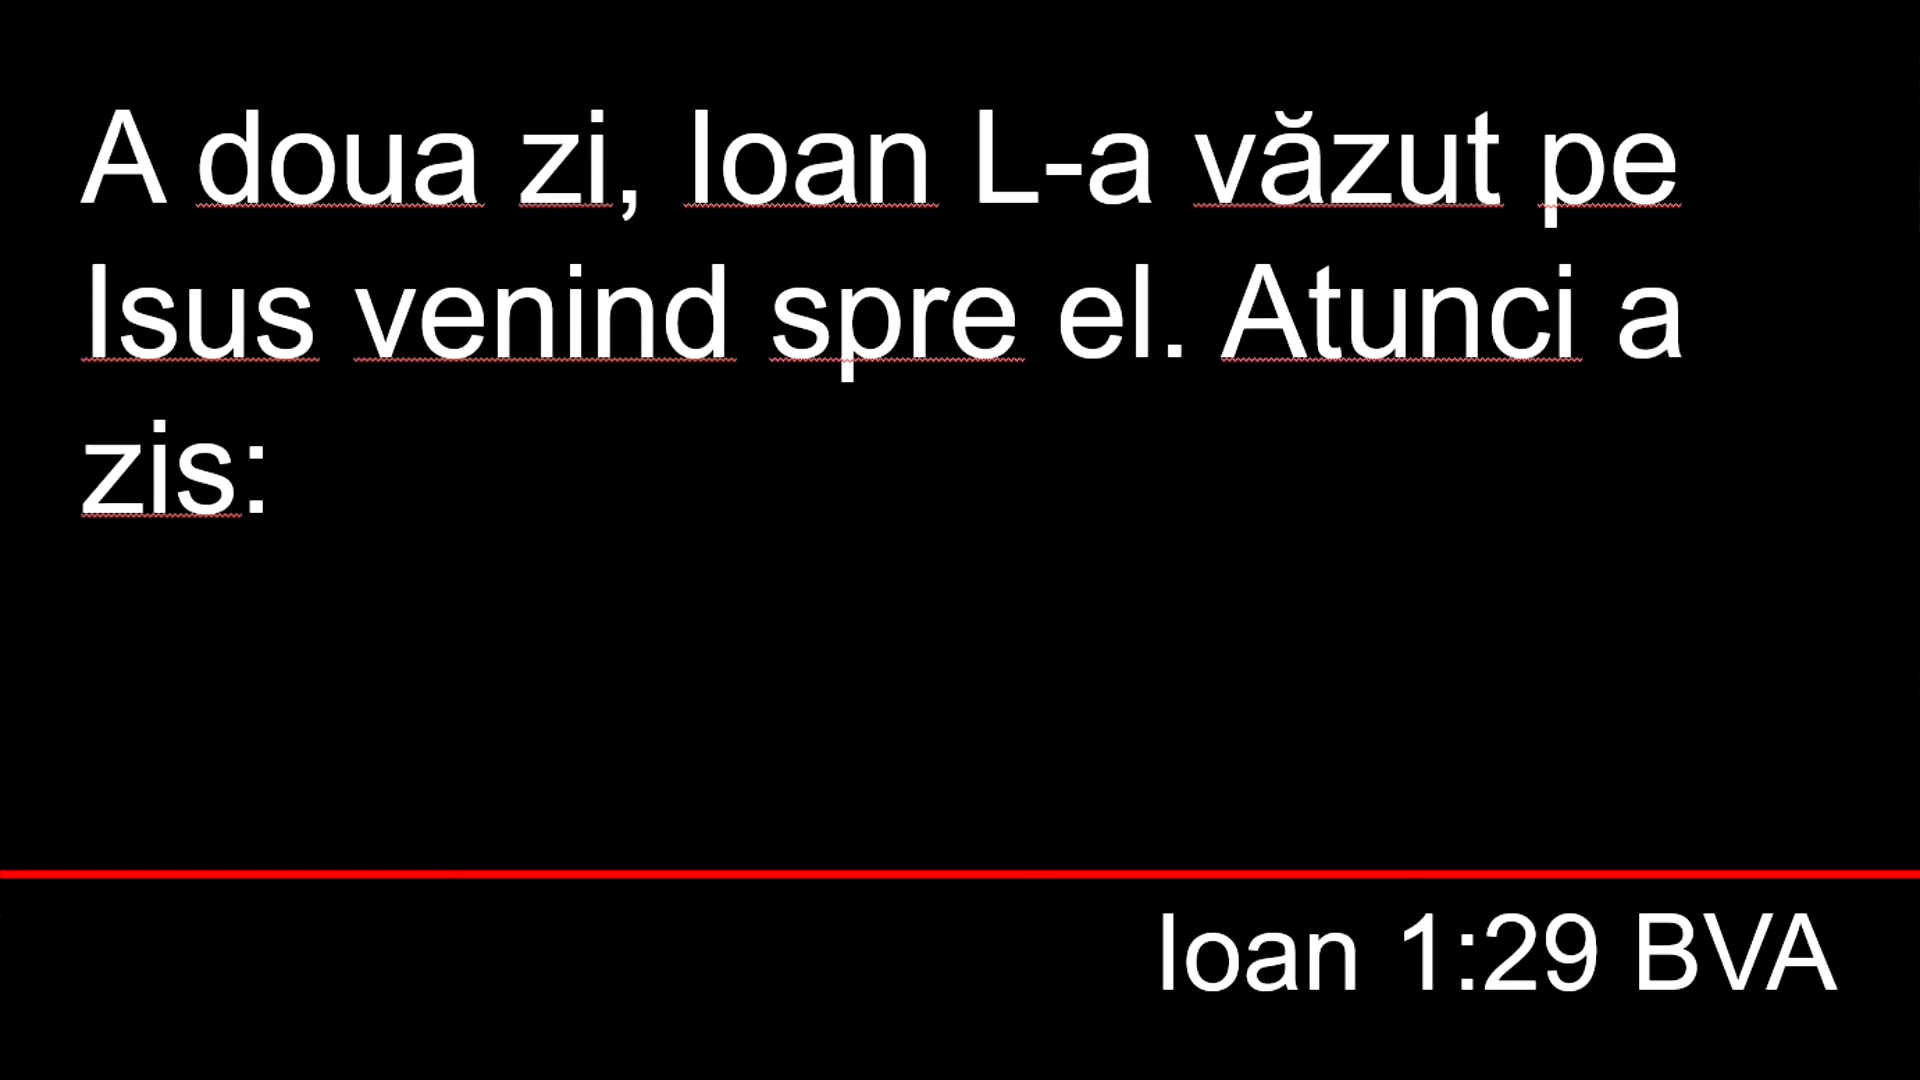 A doua zi, Ioan L-a văzut pe
Isus venind spre el. Atunci a
zis:
Ioan 1:29 BVA